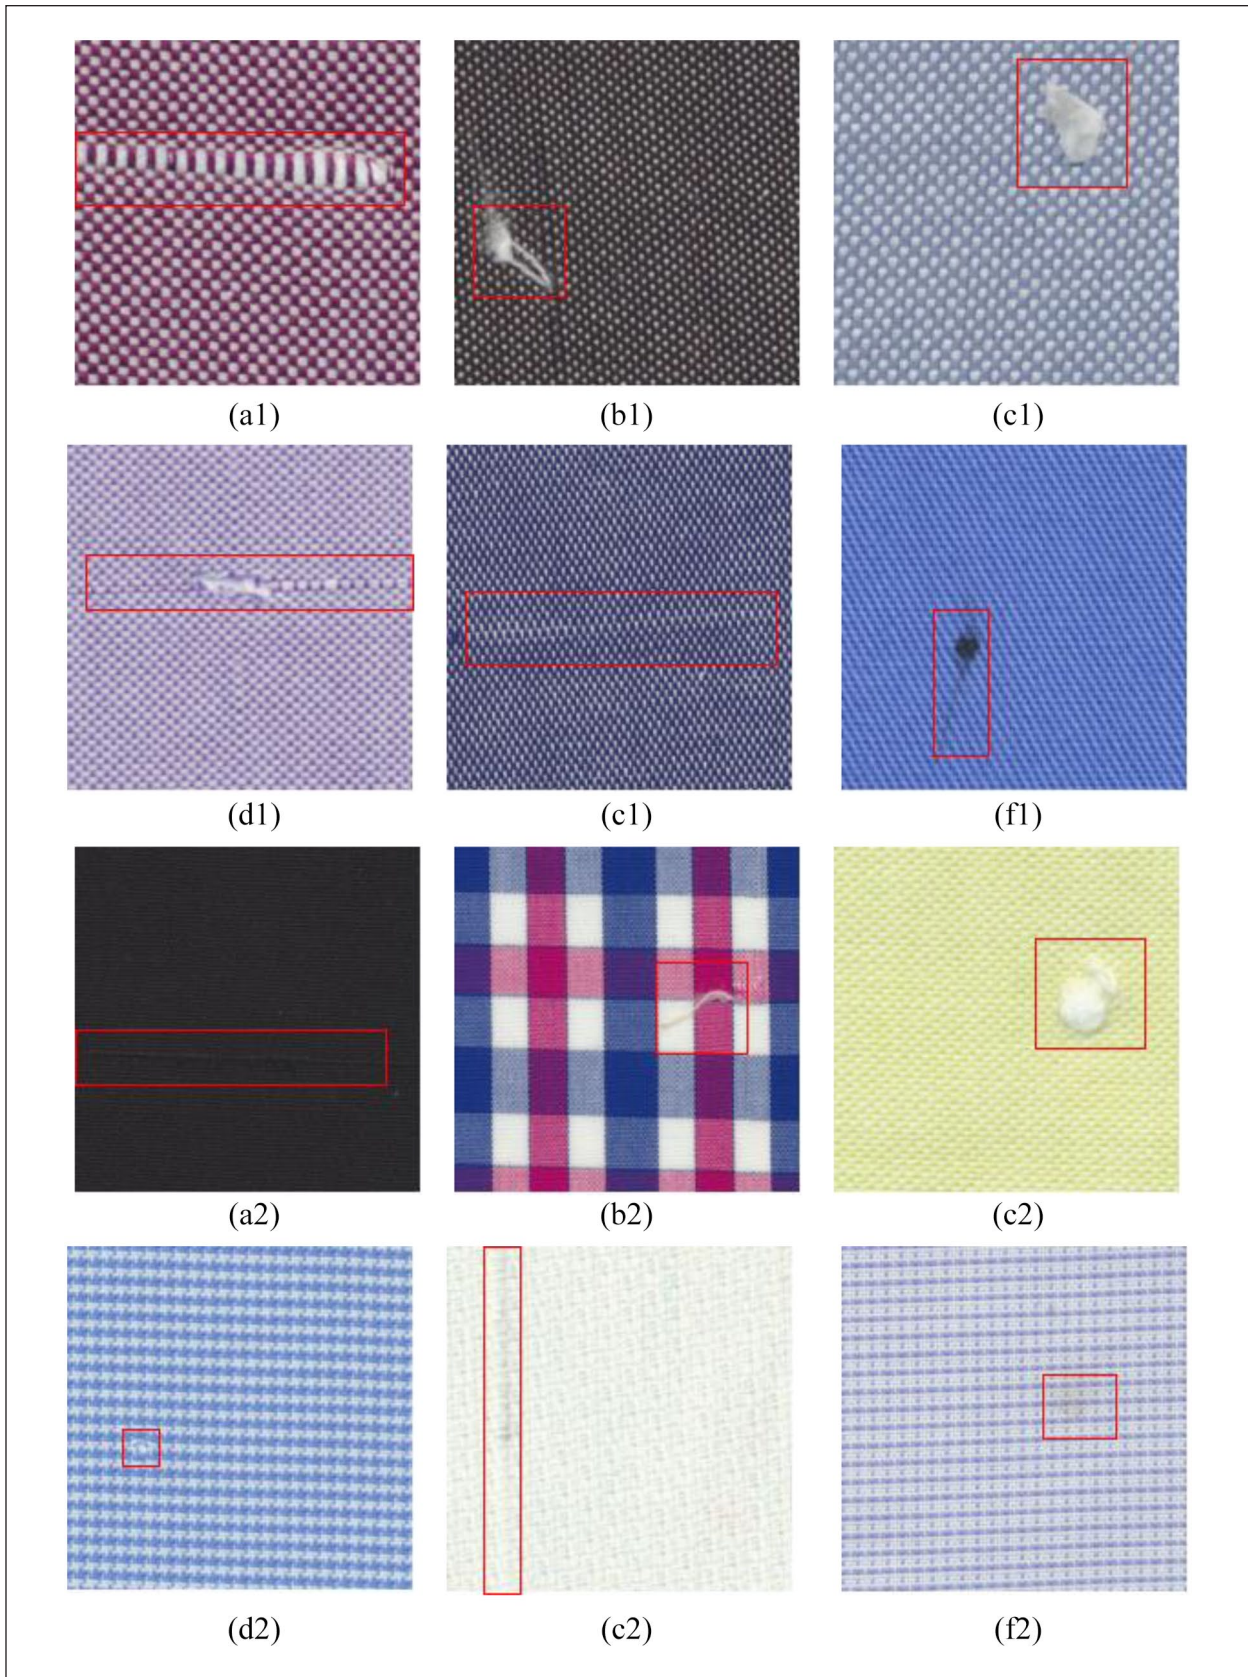 (a1) (b1) (c1)
(d1) (c1) (f1)
(a2) (b2) (c2)
(d2) (c2) (f2)